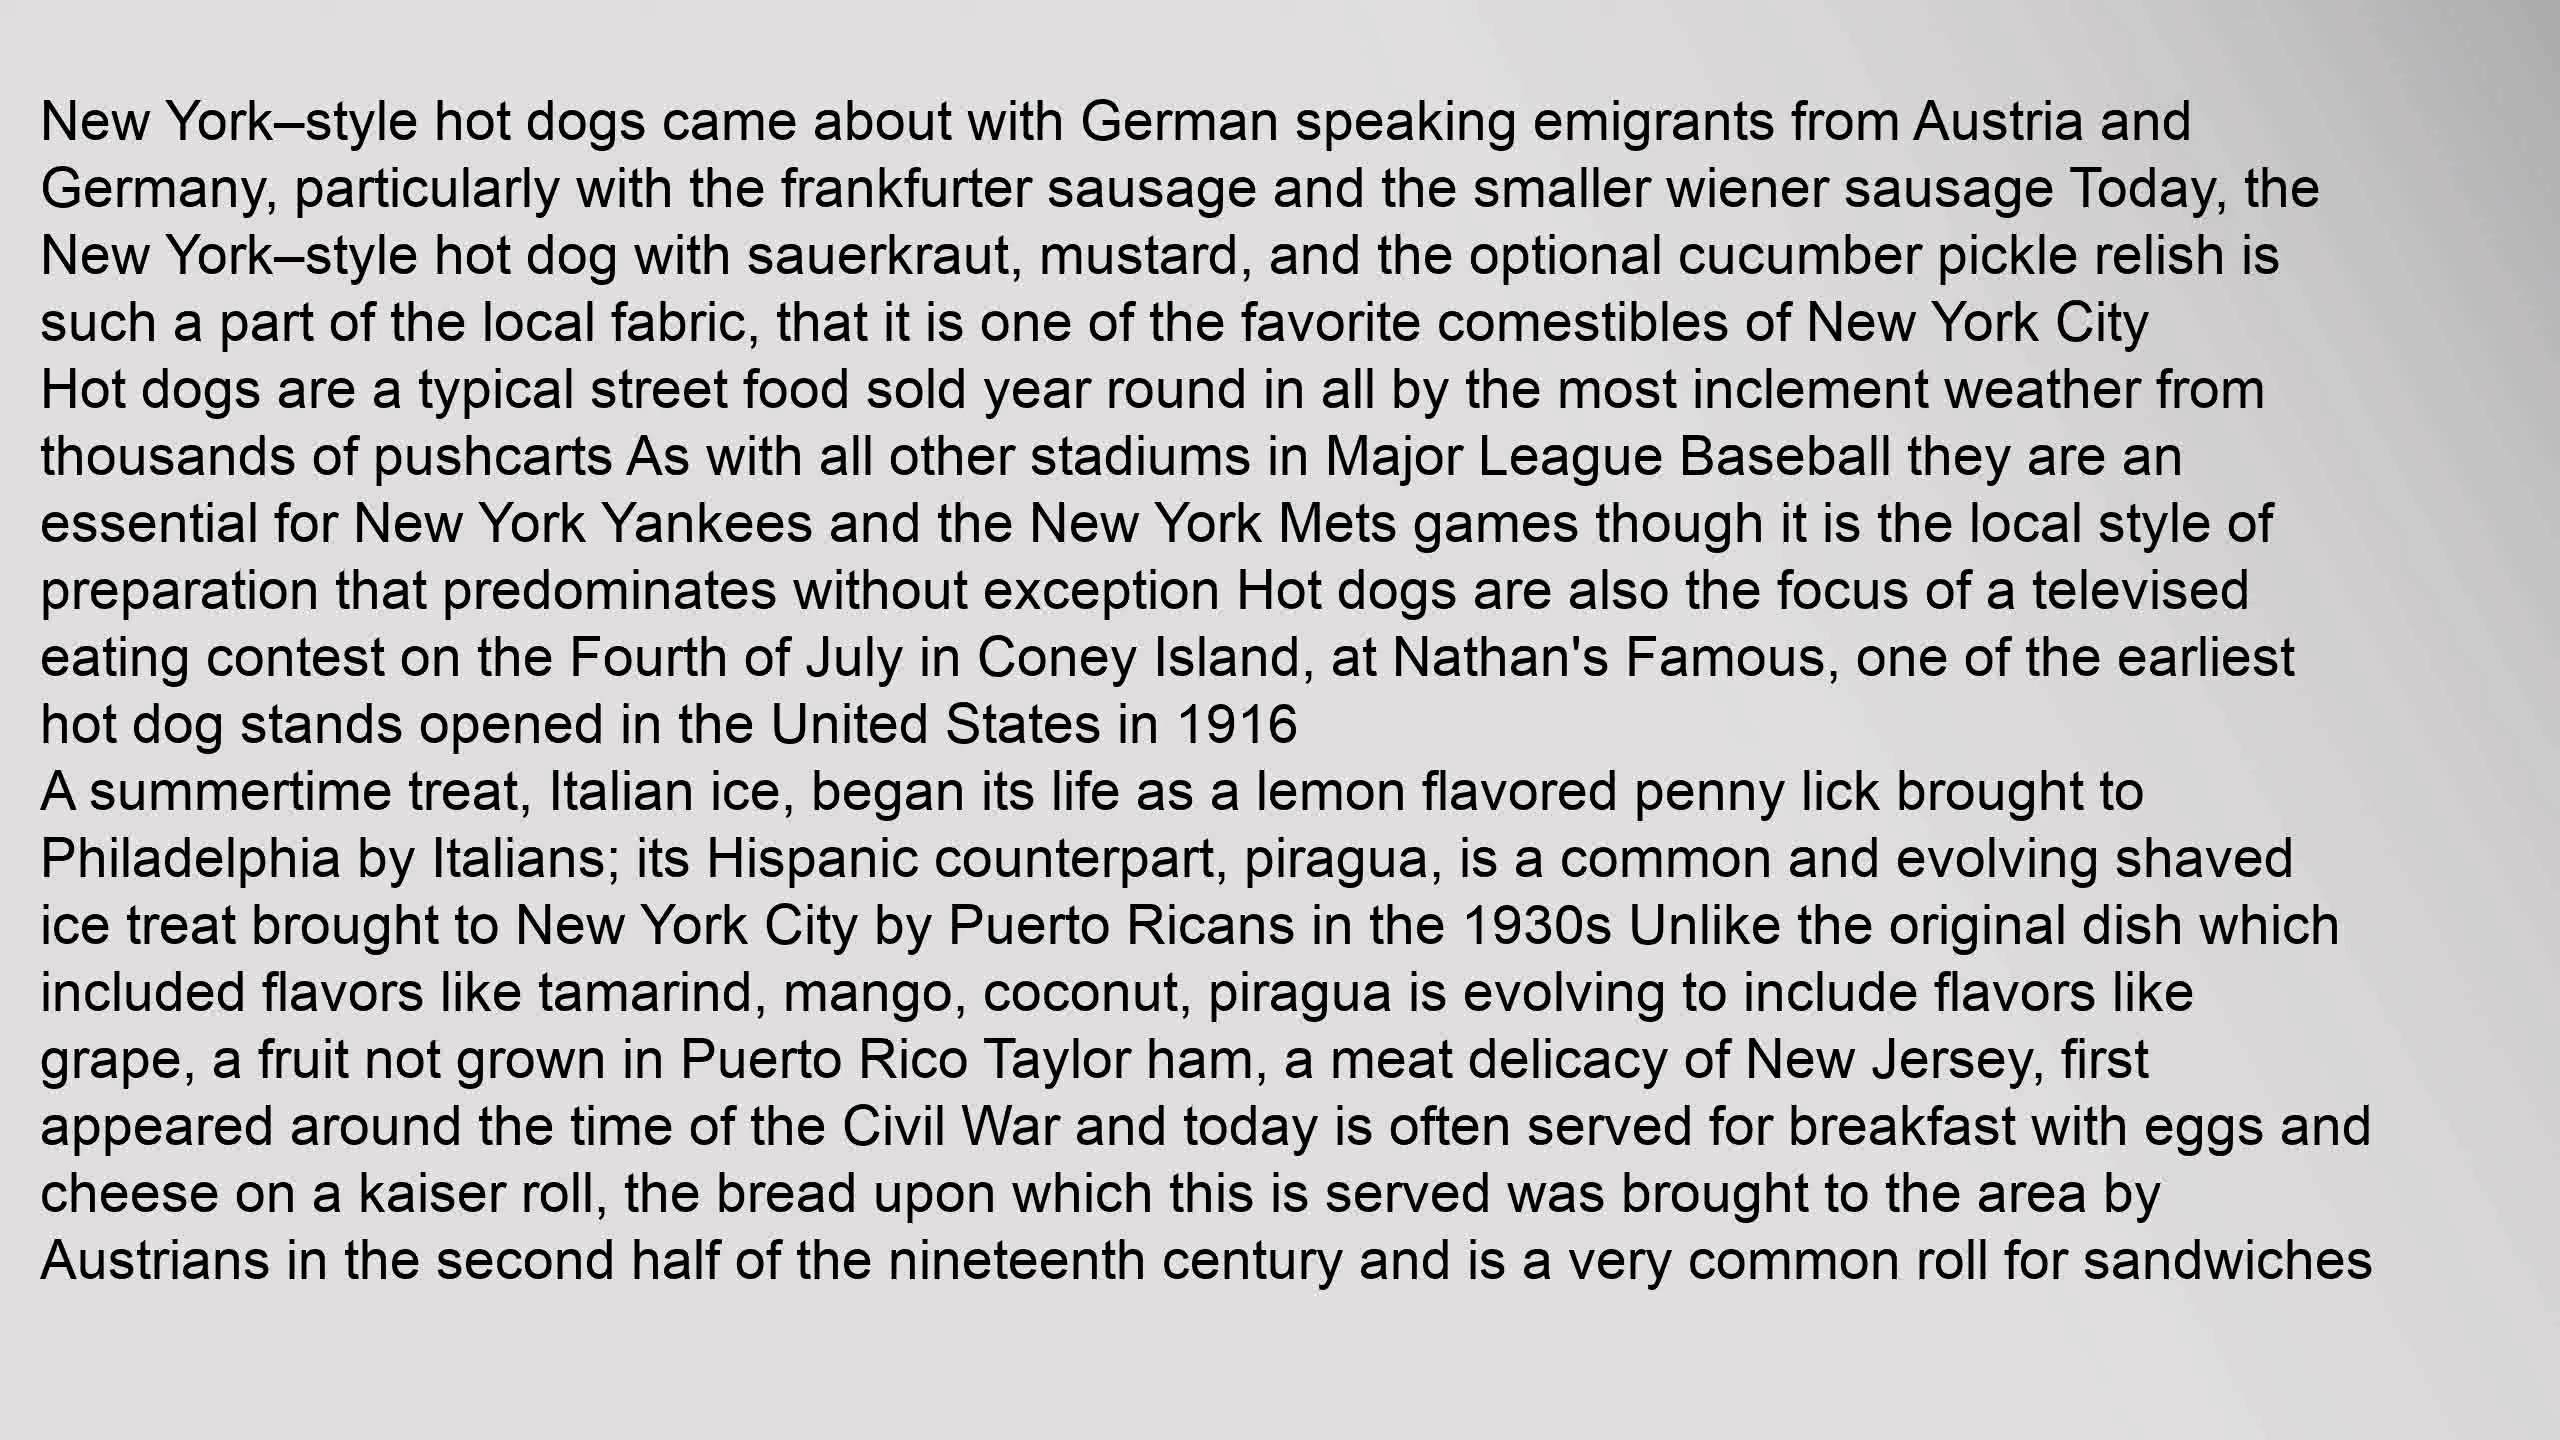 New York–style hot dogs came about with German speaking emigrants from Austria and
Germany, particularly with the frankfurter sausage and the smaller wiener sausage Today, the
New York–style hot dog with sauerkraut, mustard, and the optional cucumber pickle relish is
such a part of the local fabric, that it is one of the favorite comestibles of New York City
Hot dogs are a typical street food sold year round in all by the most inclement weather from
thousands of pushcarts As with all other stadiums in Major League Baseball they are an
essential for New York Yankees and the New York Mets games though it is the local style of
preparation that predominates without exception Hot dogs are also the focus of a televised
eating contest on the Fourth of July in Coney Island, at Nathan's Famous, one of the earliest
hot dog stands opened in the United States in 1916
A summertime treat, Italian ice, began its life as a lemon flavored penny lick brought to
Philadelphia by Italians; its Hispanic counterpart, piragua, is a common and evolving shaved
ice treat brought to New York City by Puerto Ricans in the 1930s Unlike the original dish which
included flavors like tamarind, mango, coconut, piragua is evolving to include flavors like
grape, a fruit not grown in Puerto Rico Taylor ham, a meat delicacy of New Jersey, first
appeared around the time of the Civil War and today is often served for breakfast with eggs and
cheese on a kaiser roll, the bread upon which this is served was brought to the area by
Austrians in the second half of the nineteenth century and is a very common roll for sandwiches